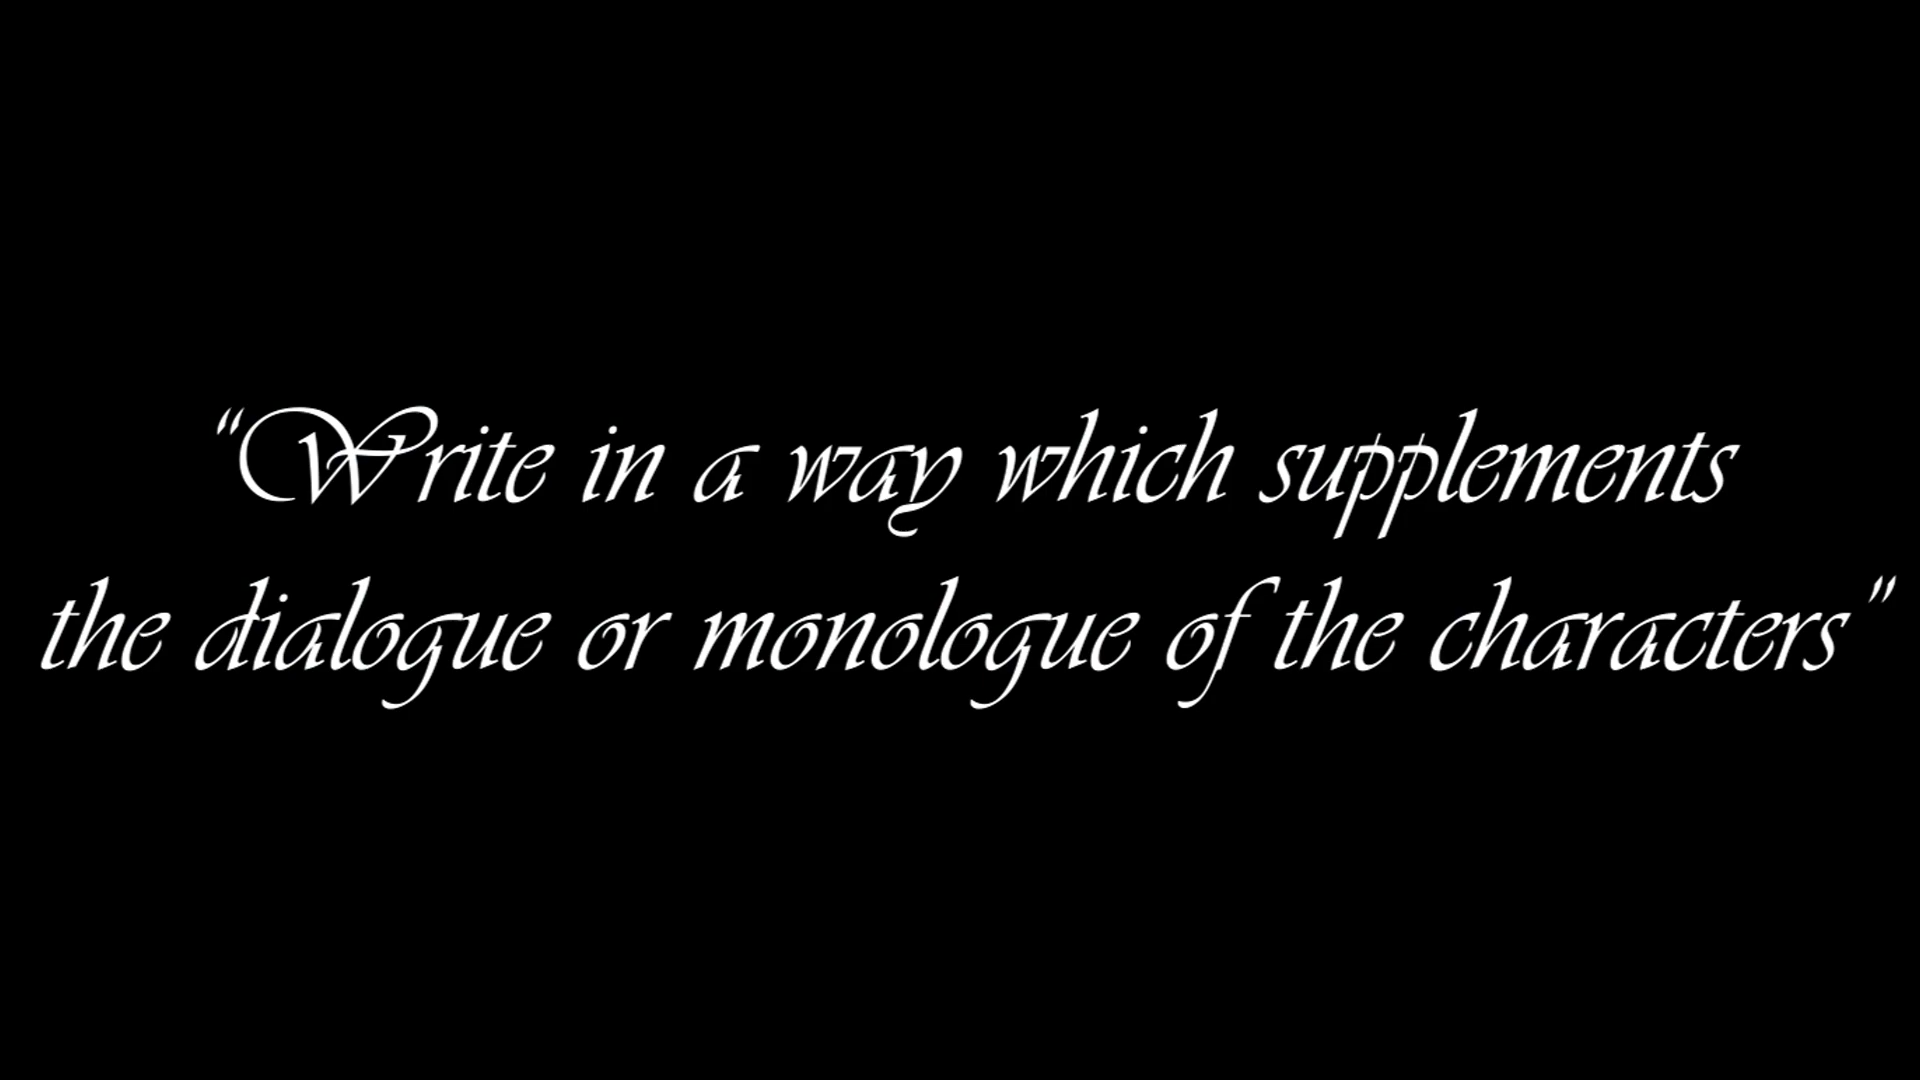 “Write in a way which supplements
the dialogue or monologue of the characters”